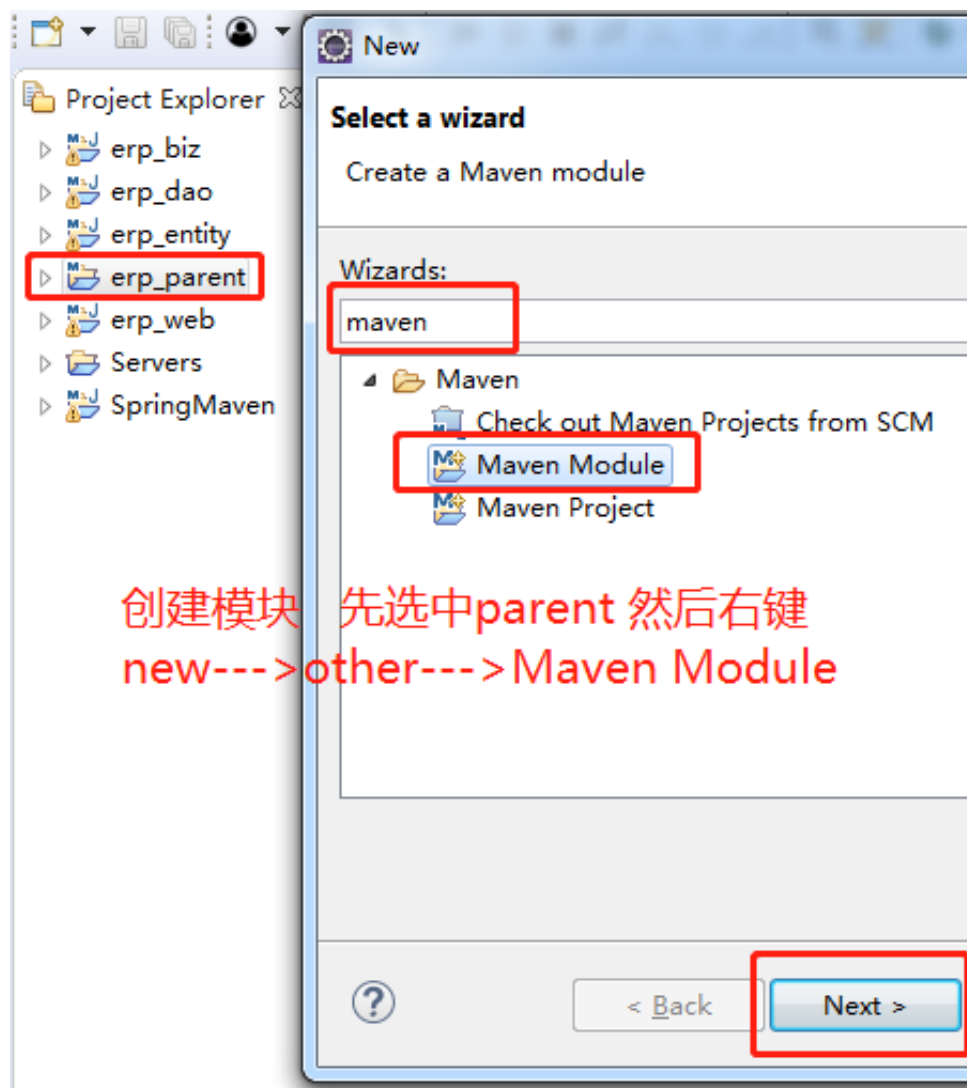 New
Project Explorer
erp_biz
erp_dao
erp_entity
erp_parent
erp_web
Servers
SpringMaven
Select a wizard
Create a Maven module
Wizards:
maven
Maven
Check out Maven Projects from SCM
Maven Module
Maven Project
创建模块 先选中parent 然后右键
new--->other--->Maven Module
?
< Back
Next >